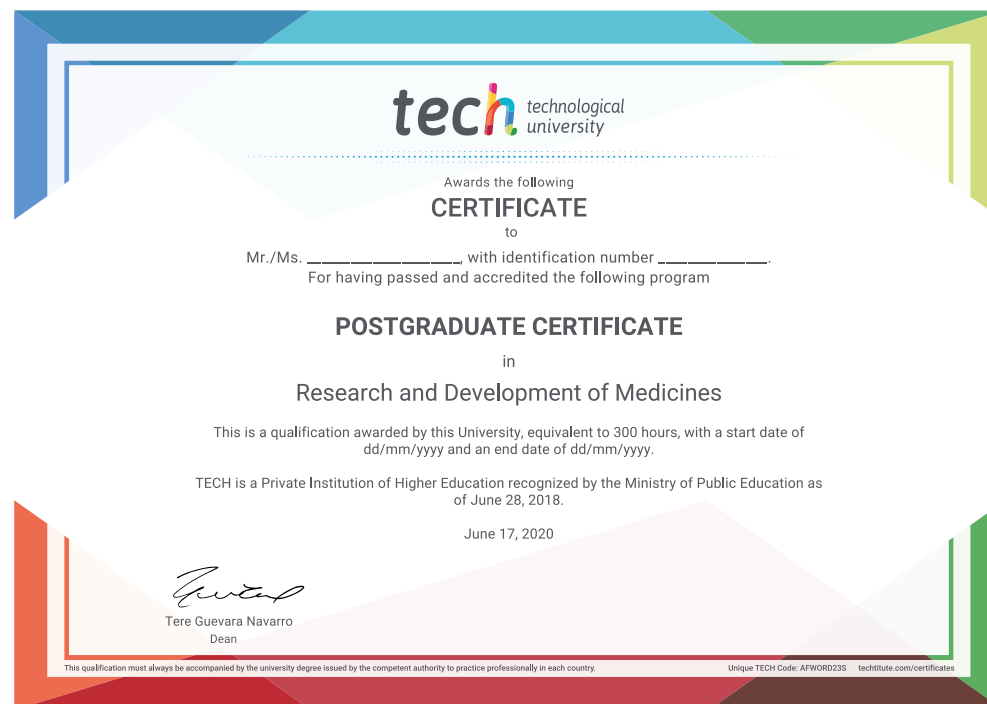 tech technological
university
Awards the following
CERTIFICATE
to
Mr./Ms. ____________________, with identification number ______________.
For having passed and accredited the following program
POSTGRADUATE CERTIFICATE
in
Research and Development of Medicines
This is a qualification awarded by this University, equivalent to 300 hours, with a start date of
dd/mm/yyyy and an end date of dd/mm/yyyy.
TECH is a Private Institution of Higher Education recognized by the Ministry of Public Education as
of June 28, 2018.
June 17, 2020
Tere Guevara Navarro
Dean
This qualification must always be accompanied by the university degree issued by the competent authority to practice professionally in each country. Unique TECH Code: AFWORD23S techtitute.com/certificates